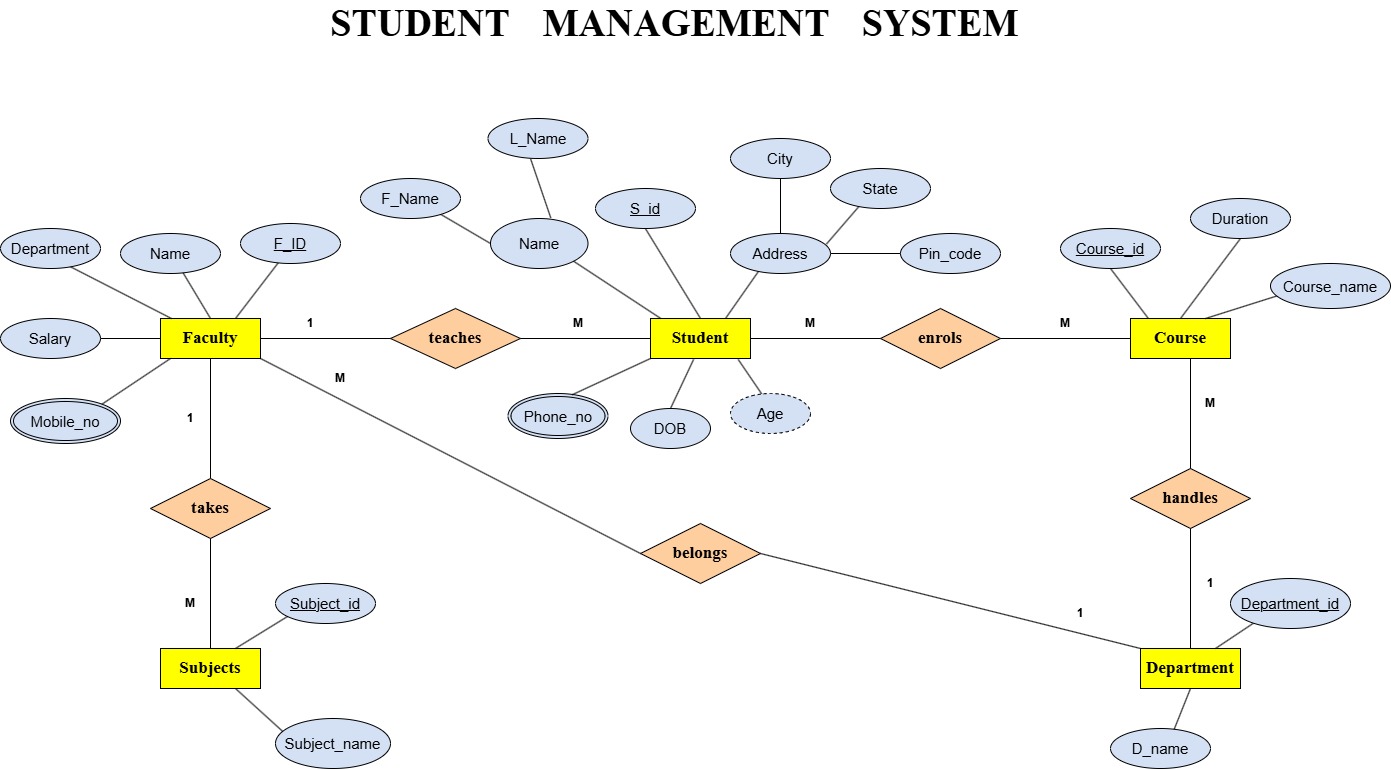 STUDENT MANAGEMENT SYSTEM
L_Name
City
State
F_Name
S_id
Duration
Department
Name
F_ID
Name
Address
Pin_code
Course_id
Course_name
Salary
Faculty
1
teaches
M
Student
M
enrols
M
Course
Mobile_no
1
M
Phone_no
DOB
Age
M
takes
handles
belongs
M
Subject_id
1
1
Department_id
Subjects
Department
Subject_name
D_name